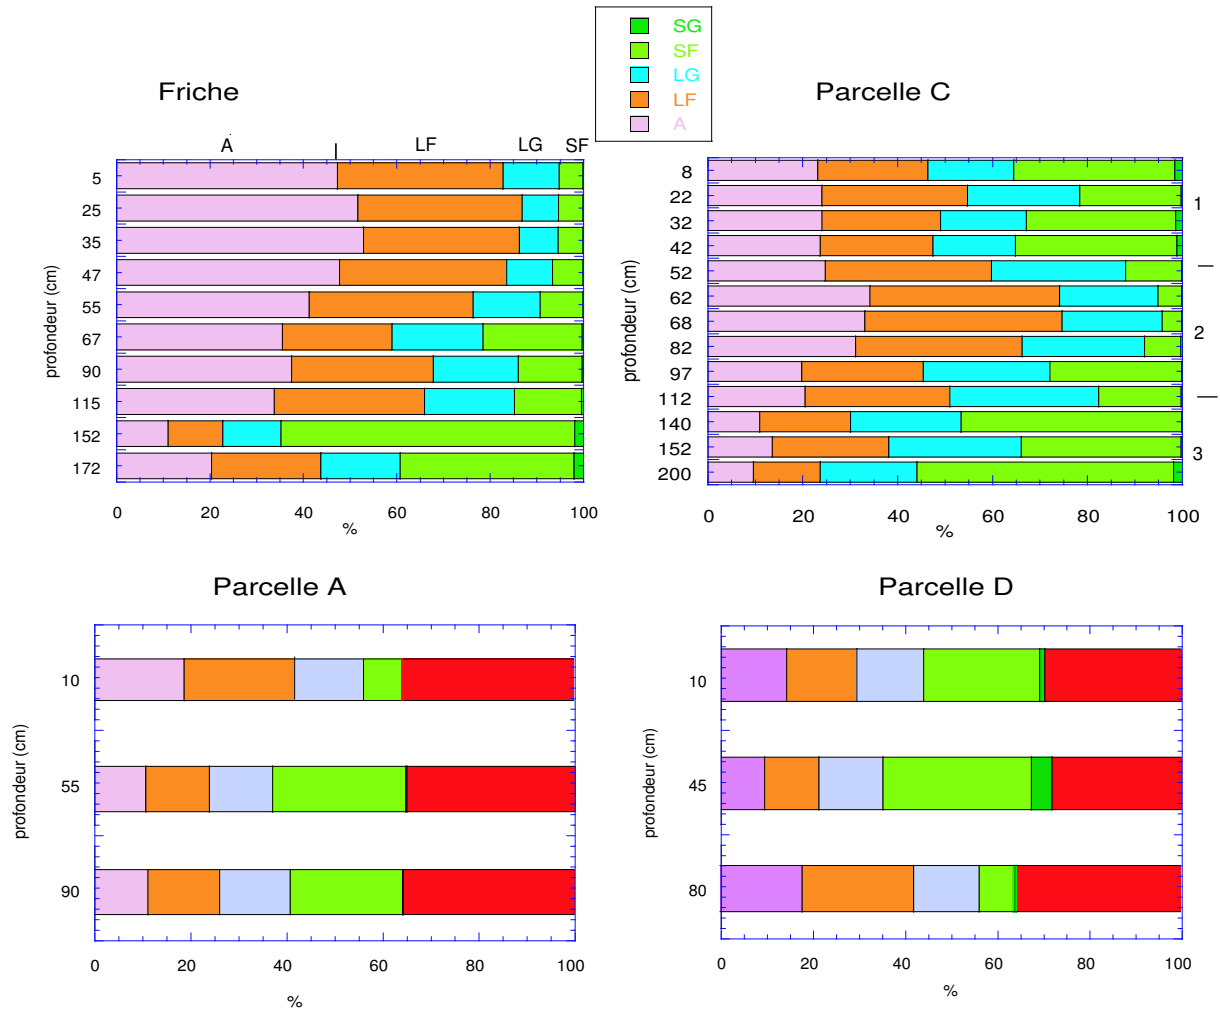 SG
SF
LG
LF
A
Friche
A
LF
LG
SF
profondeur (cm)
5
25
35
47
55
67
90
115
152
172
0 20 40 60 80 100
%
Parcelle C
profondeur (cm)
8
22
32
42
52
62
68
82
97
112
140
152
200
1
2
3
0 20 40 60 80 100
%
Parcelle A
profondeur (cm)
10
55
90
0 20 40 60 80 100
%
Parcelle D
profondeur (cm)
10
45
80
0 20 40 60 80 100
%